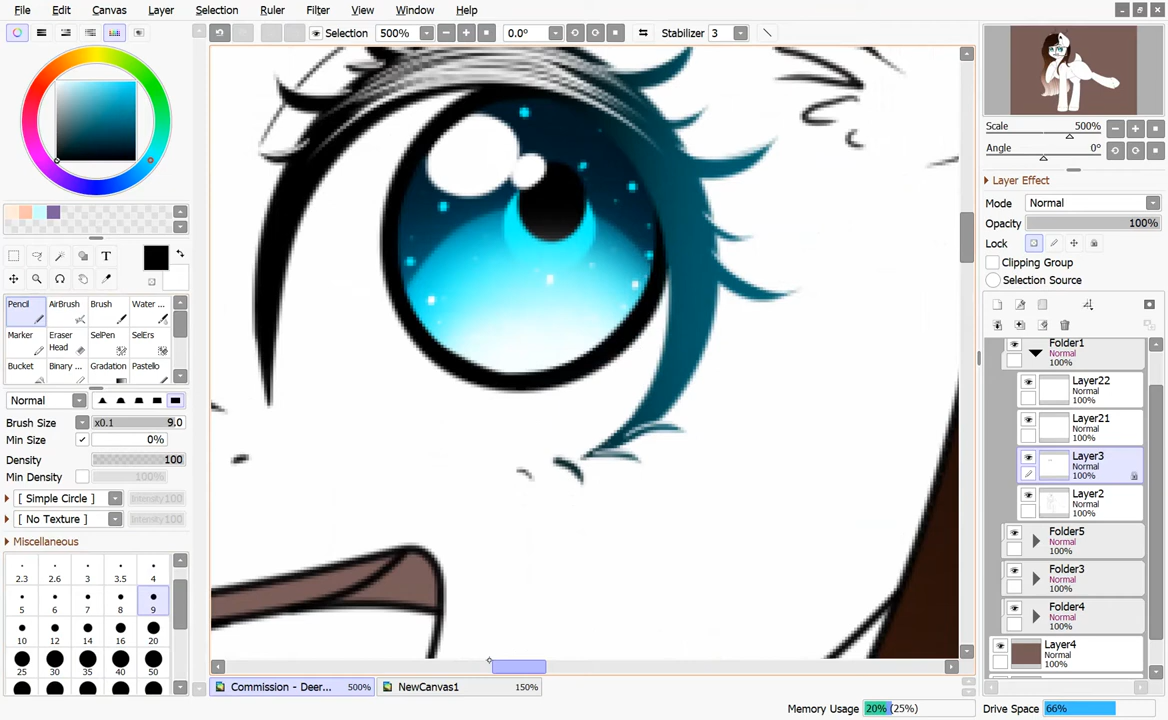 File Edit Canvas Layer Selection Ruler Filter View Window Help
Selection 500% 0.0° Stabilizer 3
Scale 500%
Angle 0°
Layer Effect
Mode Normal
Opacity 100%
Lock
Clipping Group
Selection Source
T
Pencil AirBrush Brush Water ...
Marker Eraser Head SelPen SelErs
Bucket Binary ... Gradation Pastello
Normal
Brush Size x0.1 9.0
Min Size 0%
Density 100
Min Density 100%
[ Simple Circle ] Intensity 100
[ No Texture ] Intensity 100
Miscellaneous
2.3 2.6 3 3.5 4
5 6 7 8 9
10 12 14 16 20
25 30 35 40 50
Folder1
Normal
100%
Layer22
Normal
100%
Layer21
Normal
100%
Layer3
Normal
100%
Layer2
Normal
100%
Folder5
Normal
100%
Folder3
Normal
100%
Folder4
Normal
100%
Layer4
Normal
100%
Commission - Deer... 500% NewCanvas1 150%
Memory Usage 20% (25%) Drive Space 66%